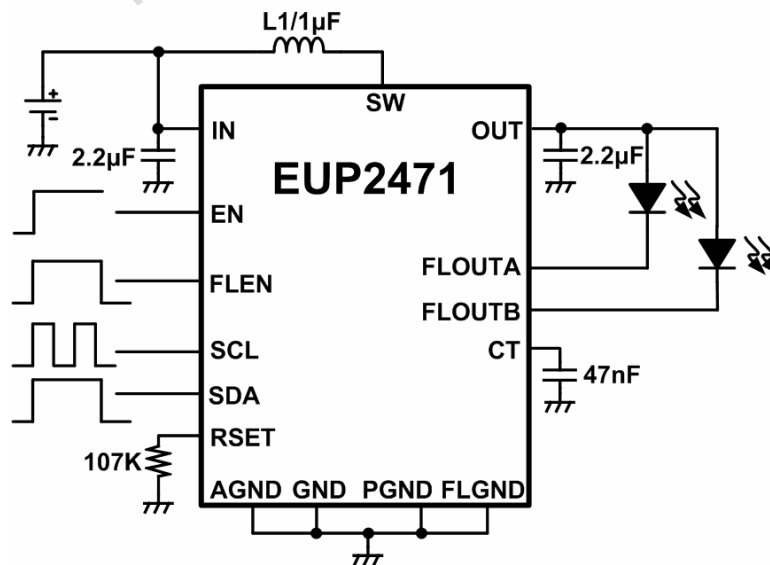 L1/1µF
SW
IN
OUT
2.2µF
2.2µF
EUP2471
EN
FLEN
FLOUTA
FLOUTB
SCL
CT
47nF
SDA
RSET
107K
AGND GND PGND FLGND